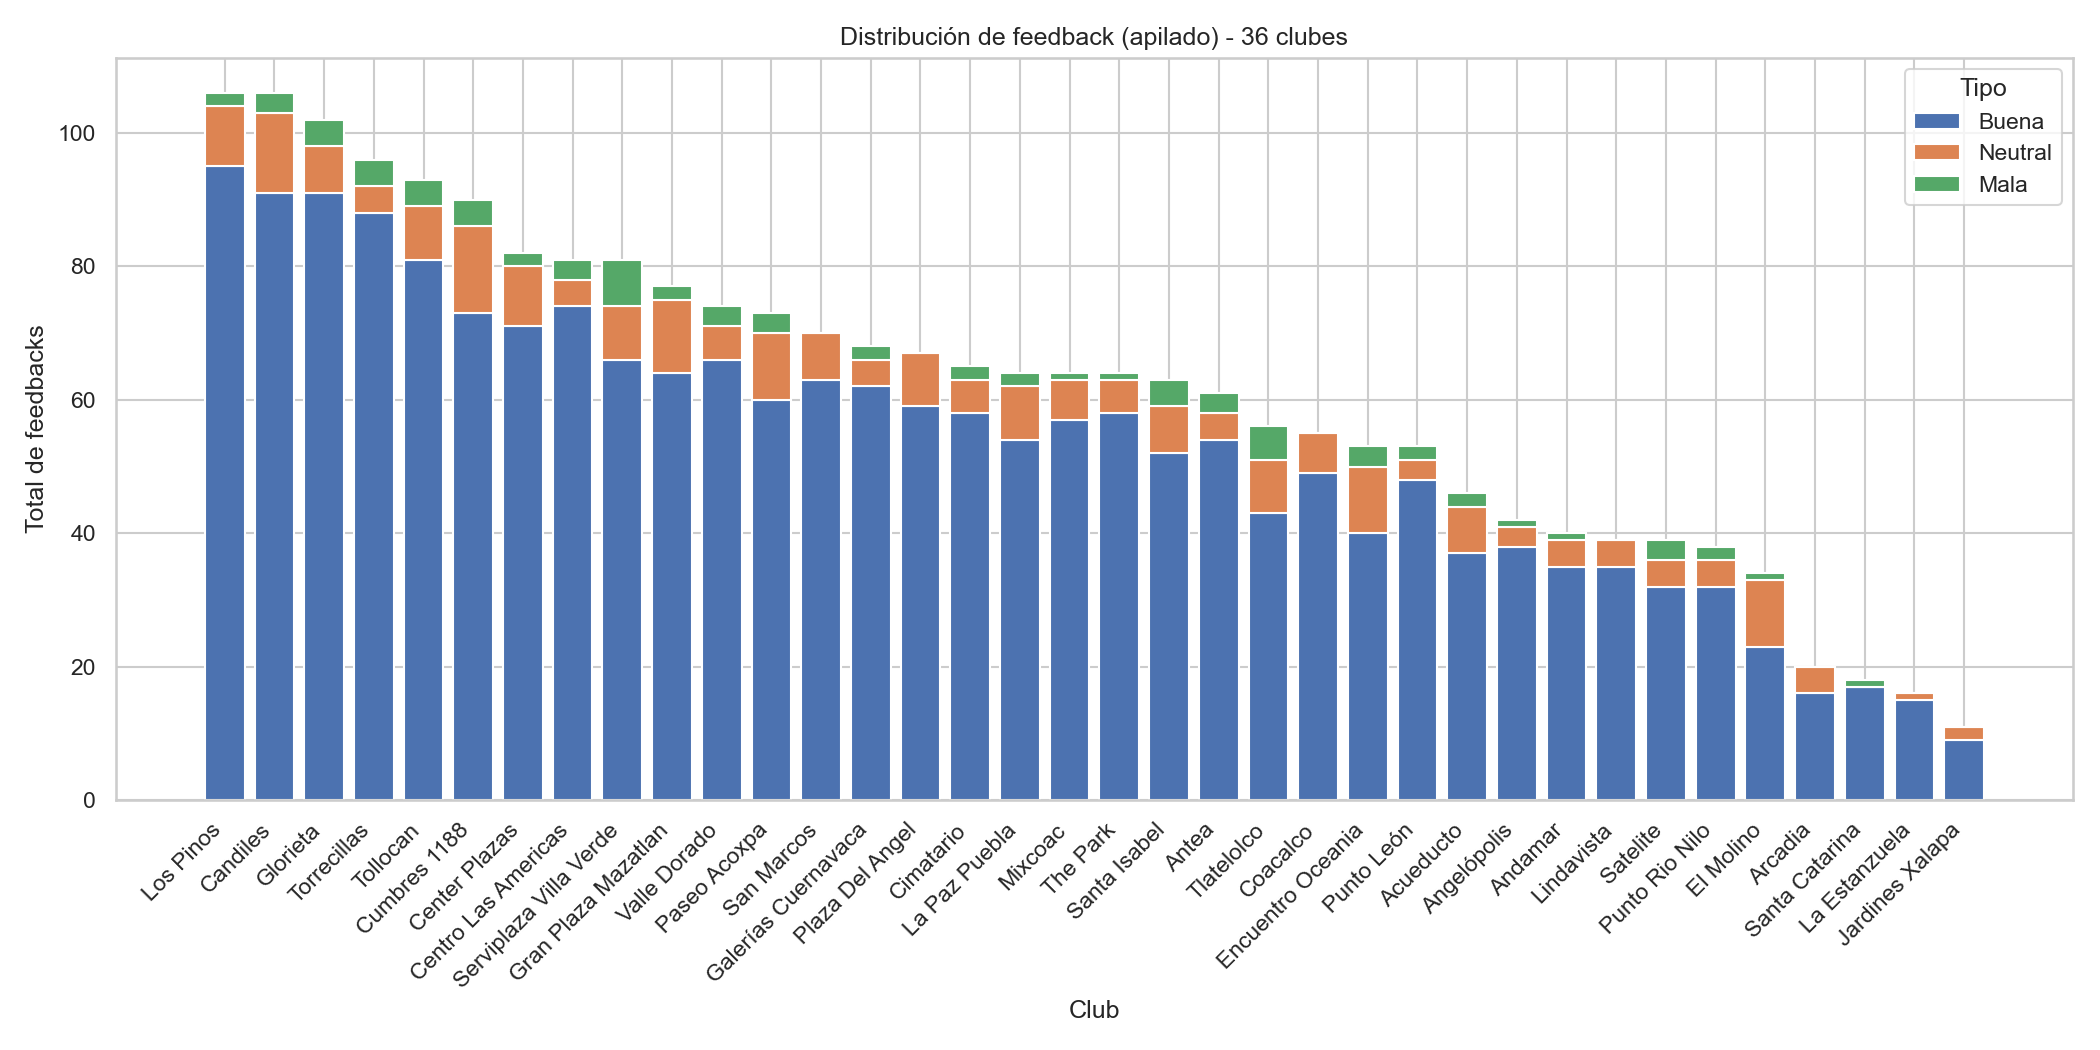 Distribución de feedback (apilado) - 36 clubes
Tipo
Buena
Neutral
Mala
Total de feedbacks
100
80
60
40
20
0
Los Pinos
Candiles
Glorieta
Torrecillas
Tollocan
Cumbres 1188
Center Plazas
Centro Las Americas
Serviplaza Villa Verde
Gran Plaza Mazatlan
Valle Dorado
Paseo Acoxpa
San Marcos
Galerías Cuernavaca
Plaza Del Angel
Cimatario
La Paz Puebla
Mixcoac
The Park
Santa Isabel
Antea
Tlatelolco
Coacalco
Encuentro Oceania
Punto León
Acueducto
Angelópolis
Andamar
Lindavista
Satelite
Punto Rio Nilo
El Molino
Arcadia
Santa Catarina
La Estanzuela
Jardines Xalapa
Club